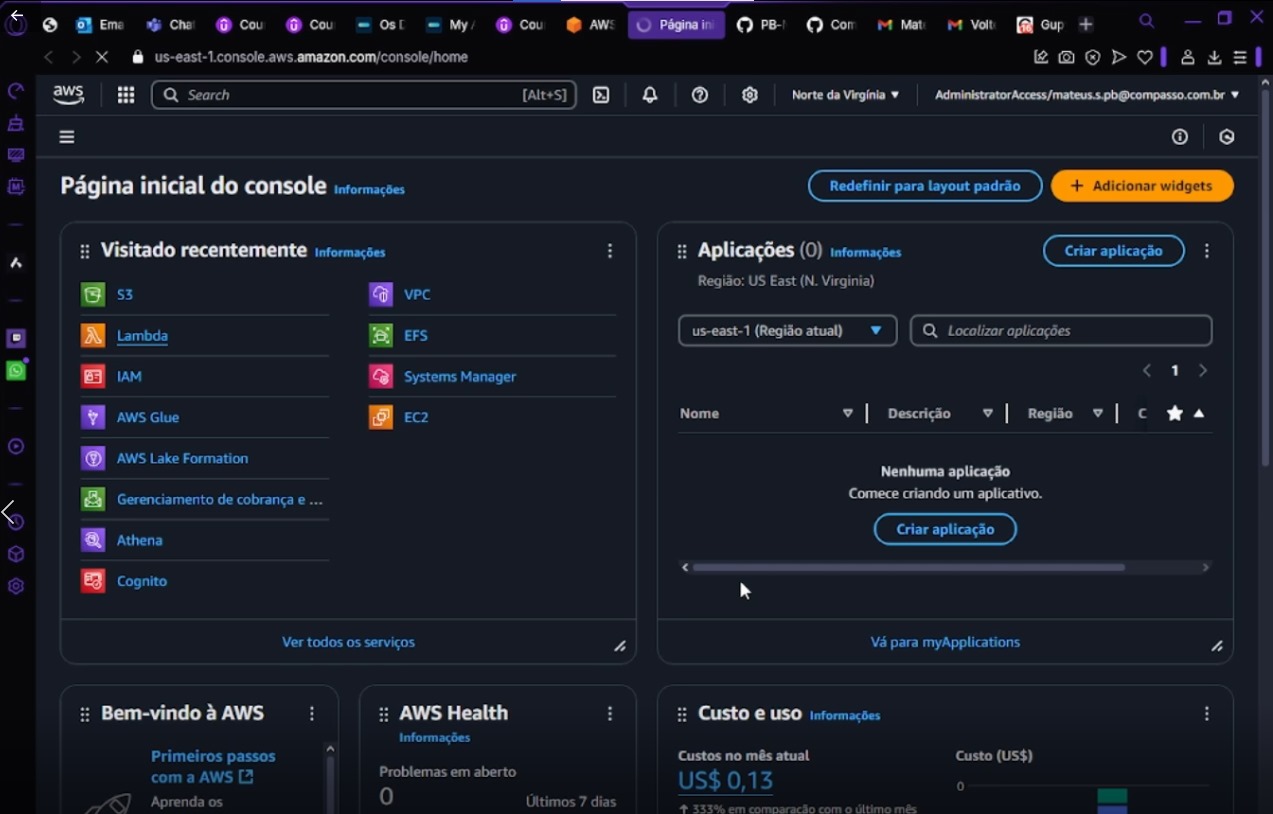 Ema
Chat
Cou
Cou
Os D
My A
Cou
AWS
Página ini
PB-
Com
Mate
Volt
Gup
us-east-1.console.aws.amazon.com/console/home
aws
Search
[Alt+S]
Norte da Virgínia
AdministratorAccess/mateus.s.pb@compasso.com.br
Página inicial do console Informações
Redefinir para layout padrão
+ Adicionar widgets
Visitado recentemente Informações
S3
Lambda
IAM
AWS Glue
AWS Lake Formation
Gerenciamento de cobrança e ...
Athena
Cognito
VPC
EFS
Systems Manager
EC2
Ver todos os serviços
Aplicações (0) Informações
Criar aplicação
Região: US East (N. Virginia)
us-east-1 (Região atual)
Localizar aplicações
1
Nome
Descrição
Região
C
Nenhuma aplicação
Comece criando um aplicativo.
Criar aplicação
Vá para myApplications
Bem-vindo à AWS
Primeiros passos
com a AWS
Aprenda os
AWS Health
Informações
Problemas em aberto
0
Últimos 7 dias
Custo e uso Informações
Custos no mês atual
US$ 0,13
333% em comparação com o último mês
Custo (US$)
0